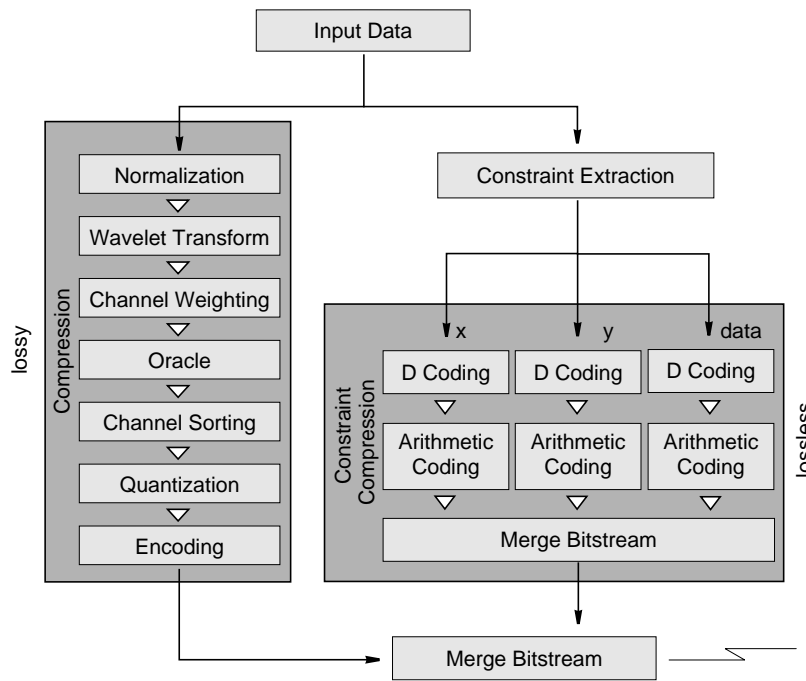 Input Data
lossy
Compression
Normalization
Wavelet Transform
Channel Weighting
Oracle
Channel Sorting
Quantization
Encoding
Constraint Extraction
Constraint
Compression
x
y
data
D Coding
D Coding
D Coding
Arithmetic
Coding
Arithmetic
Coding
Arithmetic
Coding
Merge Bitstream
lossless
Merge Bitstream